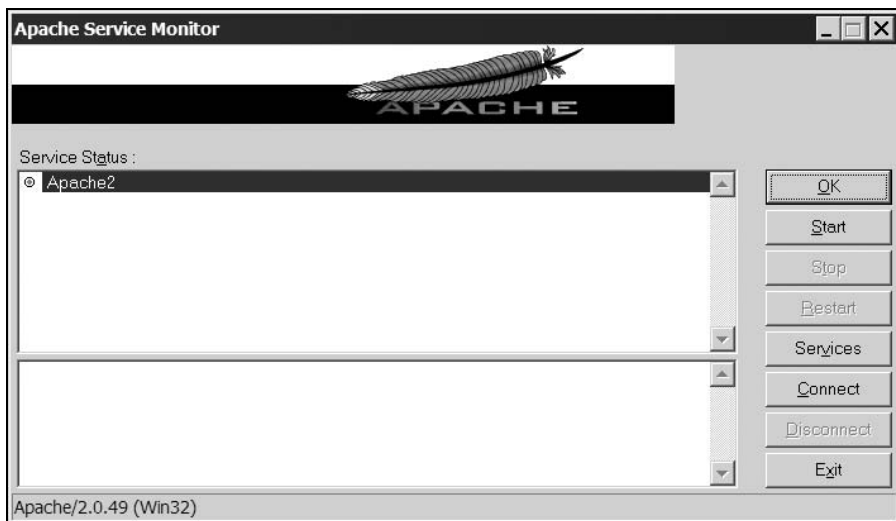 Apache Service Monitor
APACHE
Service Status :
Apache2
OK
Start
Stop
Restart
Services
Connect
Disconnect
Exit
Apache/2.0.49 (Win32)